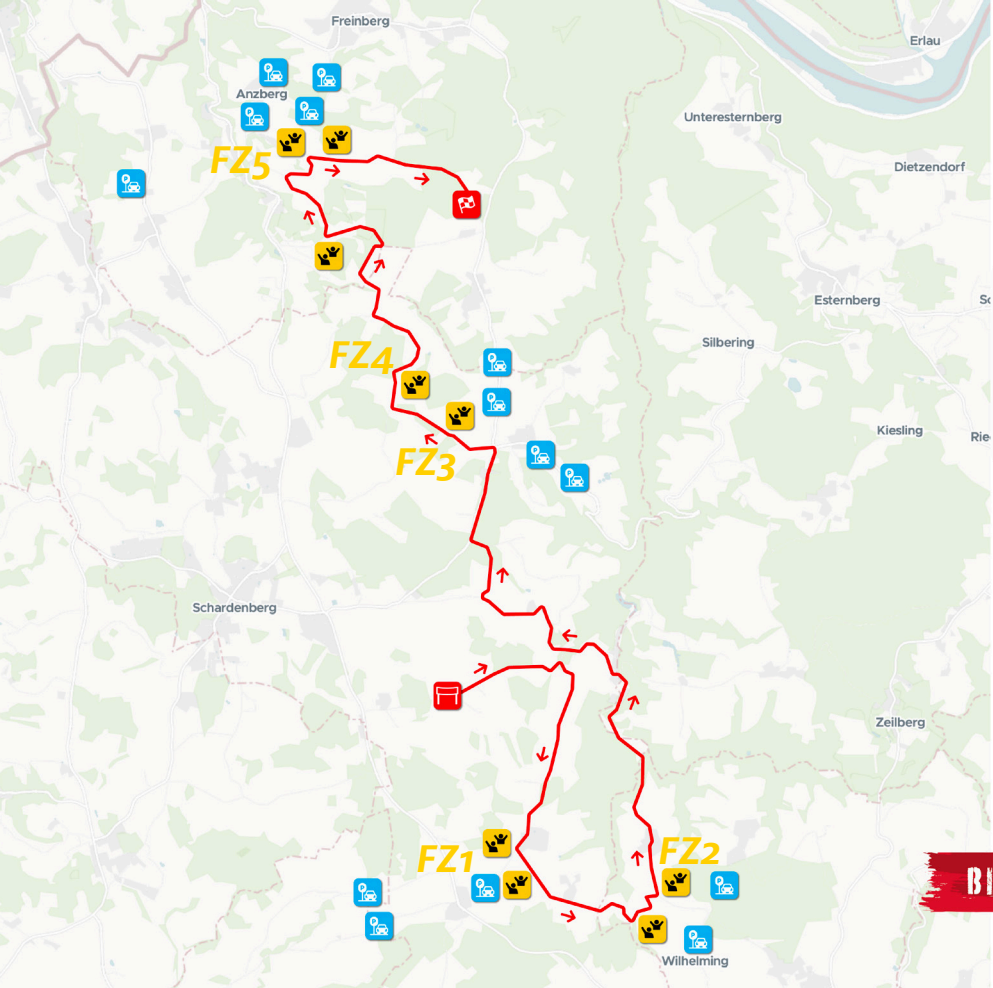 Freinberg
Erlau
Anzberg
Unteresternberg
FZ5
Dietzendorf
Esternberg
Silbering
FZ4
Kiesling
FZ3
Schardenberg
Zeilberg
FZ1
FZ2
Wilhelming